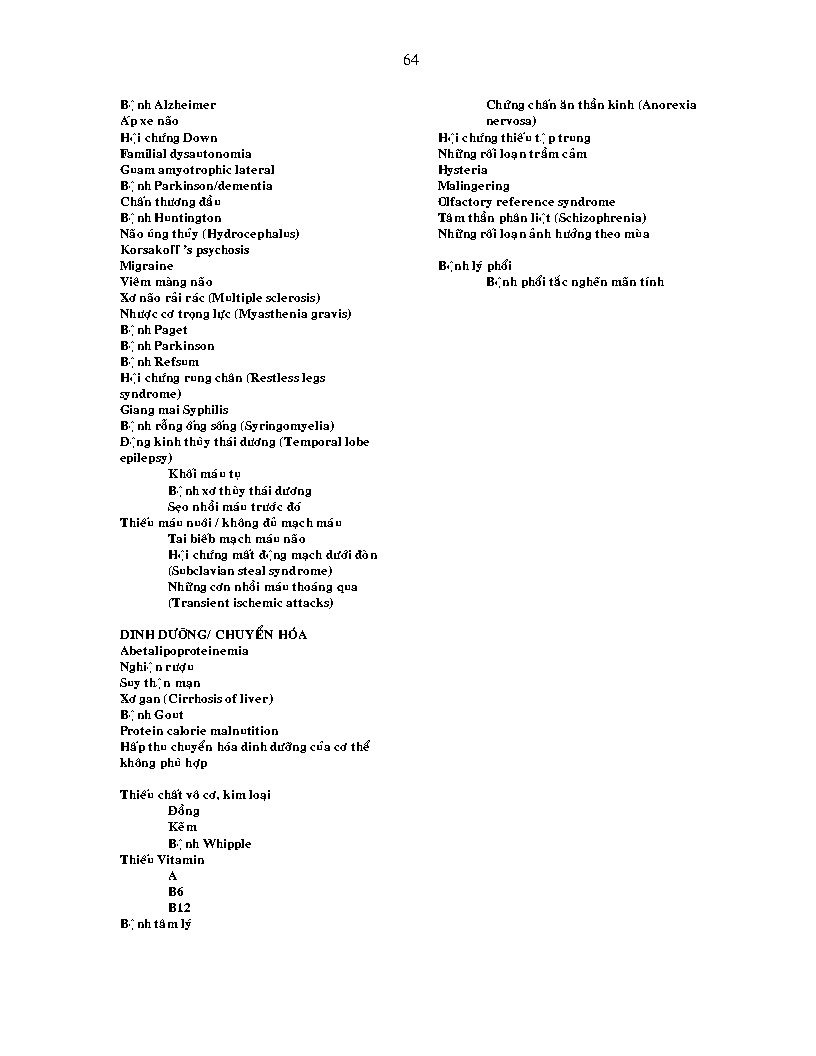 64
Bệnh Alzheimer
Ấp xe não
Hội chứng Down
Familial dysautonomia
Guam amyotrophic lateral
Bệnh Parkinson/dementia
Chấn thương đầu
Bệnh Huntington
Não úng thủy (Hydrocephalus)
Korsakoff ’s psychosis
Migraine
Viêm màng não
Xơ não rải rác (Multiple sclerosis)
Nhược cơ trọng lực (Myasthenia gravis)
Bệnh Paget
Bệnh Parkinson
Bệnh Refsum
Hội chứng rung chân (Restless legs
syndrome)
Giang mai Syphilis
Bệnh rỗng ống sống (Syringomyelia)
Động kinh thùy thái dương (Temporal lobe
epilepsy)
Khối máu tụ
Bệnh xơ thùy thái dương
Sẹo nhồi máu trước đó
Thiếu máu nuôi / không đủ mạch máu
Tai biếb mạch máu não
Hội chứng mất động mạch dưới đòn
(Subclavian steal syndrome)
Những cơn nhồi máu thoáng qua
(Transient ischemic attacks)
DINH DƯỠNG/ CHUYỂN HÓA
Abetalipoproteinemia
Nghiện rượu
Suy thận mạn
Xơ gan (Cirrhosis of liver)
Bệnh Gout
Protein calorie malnutition
Hấp thu chuyển hóa dinh dưỡng của cơ thể
không phù hợp
Thiếu chất vô cơ, kim loại
Đồng
Kẽm
Bệnh Whipple
Thiếu Vitamin
A
B6
B12
Bệnh tâm lý
Chứng chấn ăn thần kinh (Anorexia
nervosa)
Hội chứng thiếu tập trung
Những rối loạn trầm cảm
Hysteria
Malingering
Olfactory reference syndrome
Tâm thần phân liệt (Schizophrenia)
Những rối loạn ảnh hưởng theo mùa
Bệnh lý phổi
Bệnh phổi tắc nghẽn mãn tính